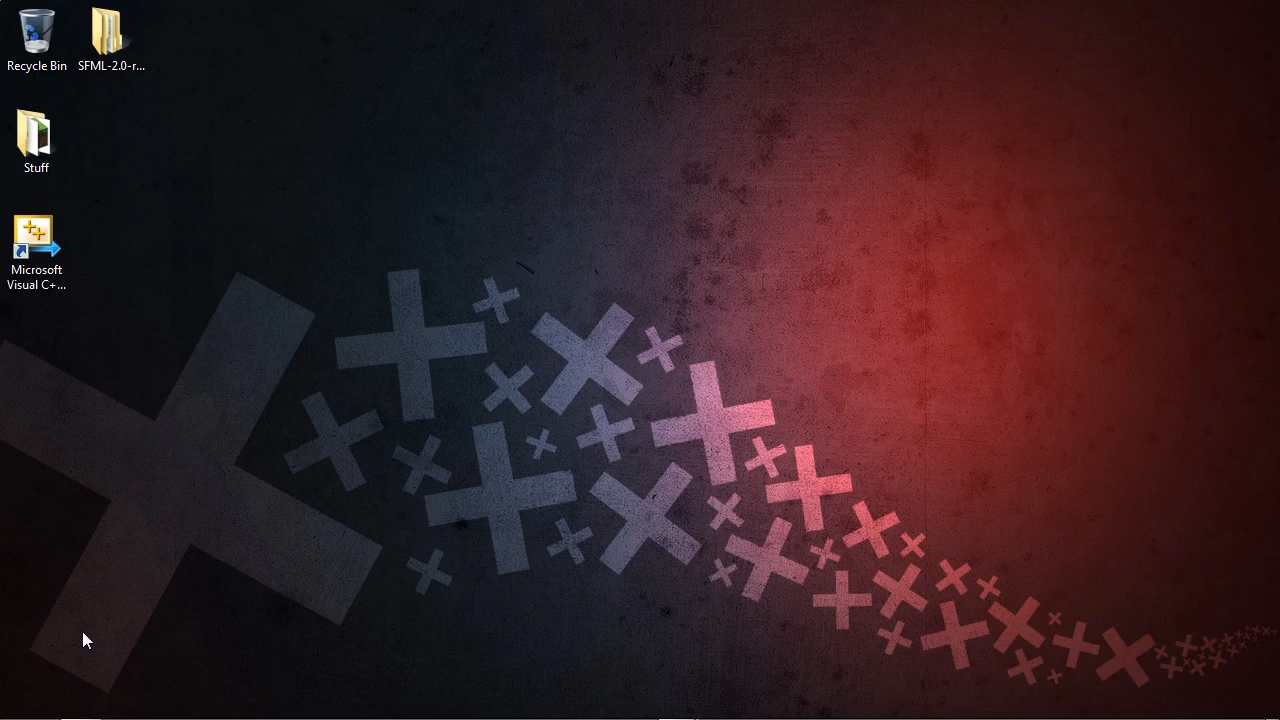 Recycle Bin
SFML-2.0-r...
Stuff
Microsoft
Visual C+...